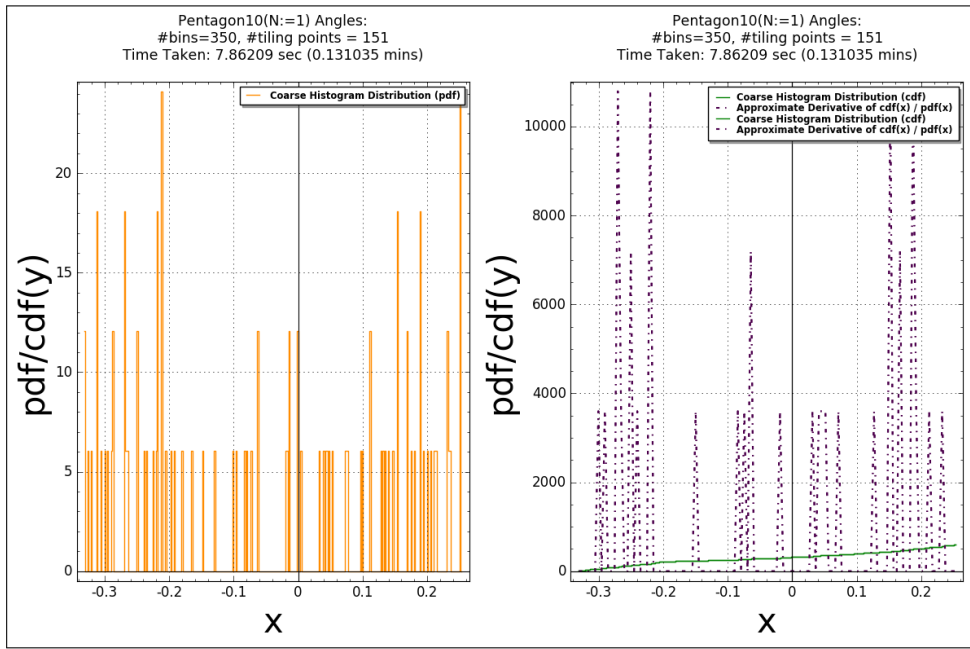 Pentagon10(N:=1) Angles:
#bins=350, #tiling points = 151
Time Taken: 7.86209 sec (0.131035 mins)
Coarse Histogram Distribution (pdf)
20
15
10
5
0
-0.3 -0.2 -0.1 0 0.1 0.2
pdf/cdf(y)
x
Pentagon10(N:=1) Angles:
#bins=350, #tiling points = 151
Time Taken: 7.86209 sec (0.131035 mins)
Coarse Histogram Distribution (cdf)
Approximate Derivative of cdf(x) / pdf(x)
Coarse Histogram Distribution (cdf)
Approximate Derivative of cdf(x) / pdf(x)
10000
8000
6000
4000
2000
0
-0.3 -0.2 -0.1 0 0.1 0.2
pdf/cdf(y)
x